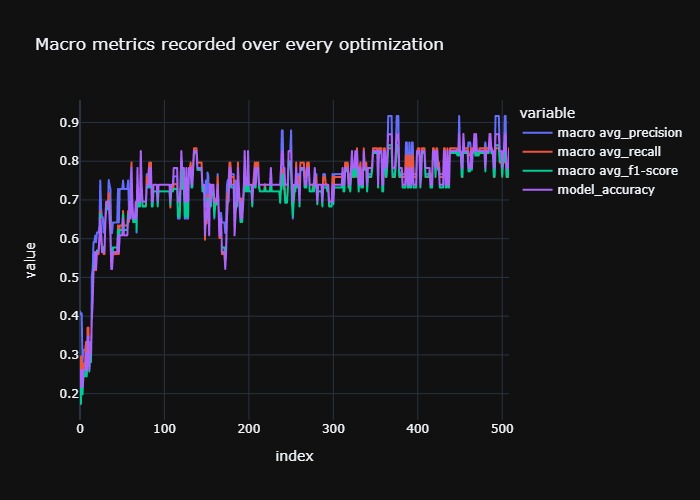 Macro metrics recorded over every optimization
variable
macro avg_precision
macro avg_recall
macro avg_f1-score
model_accuracy
value
0.9
0.8
0.7
0.6
0.5
0.4
0.3
0.2
0 100 200 300 400 500
index